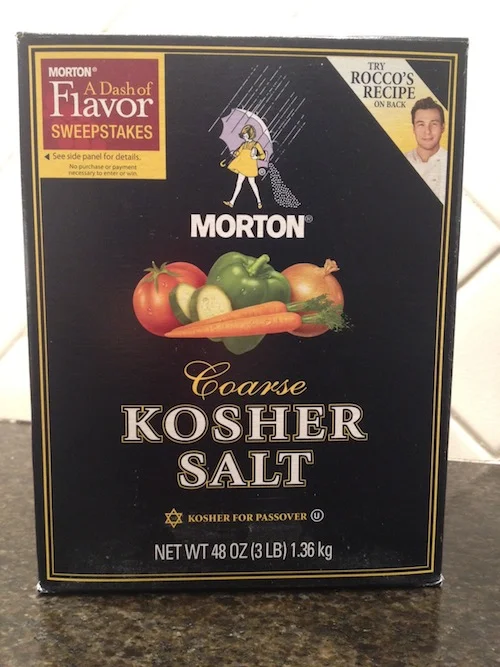 MORTON®
A Dash of
Flavor
SWEEPSTAKES
See side panel for details.
No purchase or payment
necessary to enter or win.
TRY
ROCCO'S
RECIPE
ON BACK
MORTON®
Coarse
KOSHER
SALT
KOSHER FOR PASSOVER U
NET WT 48 OZ (3 LB) 1.36 kg